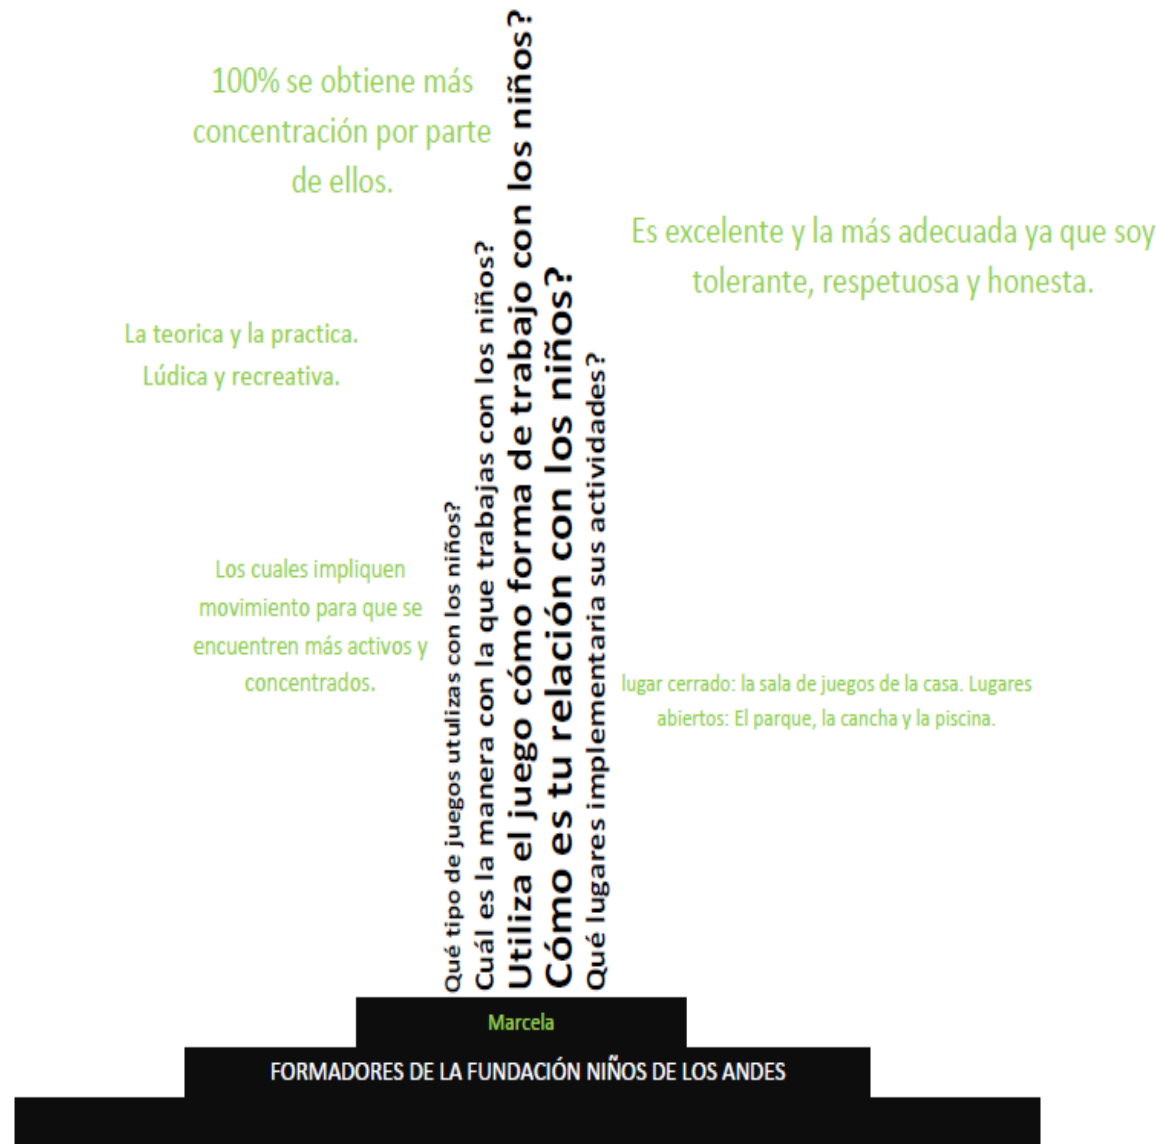 100% se obtiene más
concentración por parte
de ellos.
Es excelente y la más adecuada ya que soy
tolerante, respetuosa y honesta.
La teorica y la practica.
Lúdica y recreativa.
Los cuales impliquen
movimiento para que se
encuentren más activos y
concentrados.
lugar cerrado: la sala de juegos de la casa. Lugares
abiertos: El parque, la cancha y la piscina.
Qué tipo de juegos utulizas con los niños?
Cuál es la manera con la que trabajas con los niños?
Utiliza el juego cómo forma de trabajo con los niños?
Cómo es tu relación con los niños?
Qué lugares implementaria sus actividades?
Marcela
FORMADORES DE LA FUNDACIÓN NIÑOS DE LOS ANDES